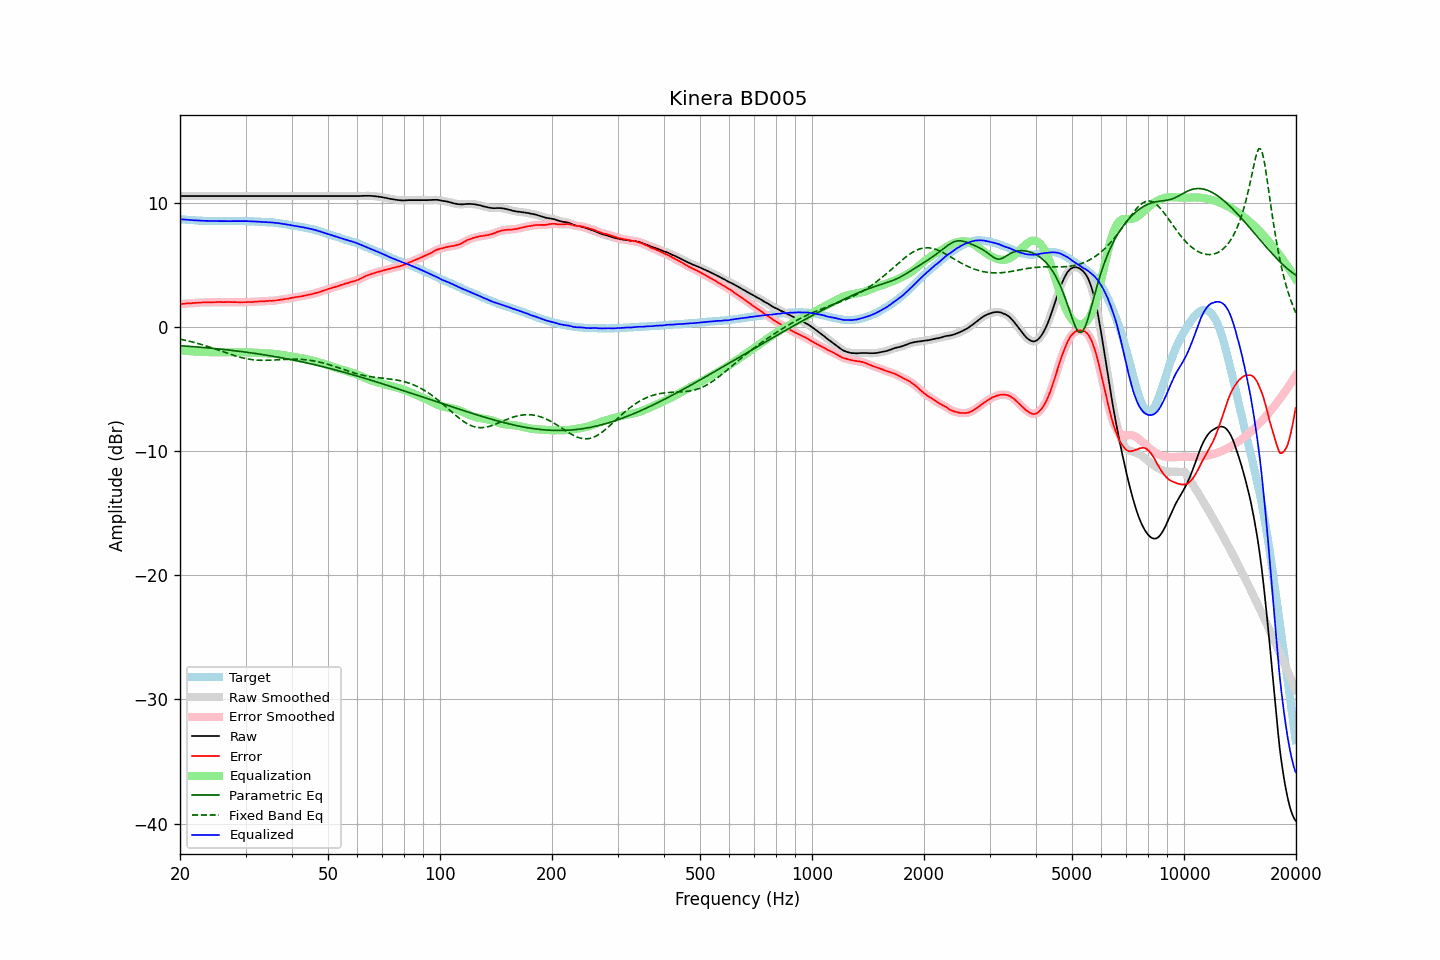 Kinera BD005
Amplitude (dBr)
10
0
−10
−20
−30
−40
Target
Raw Smoothed
Error Smoothed
Raw
Error
Equalization
Parametric Eq
Fixed Band Eq
Equalized
20 50 100 200 500 1000 2000 5000 10000 20000
Frequency (Hz)